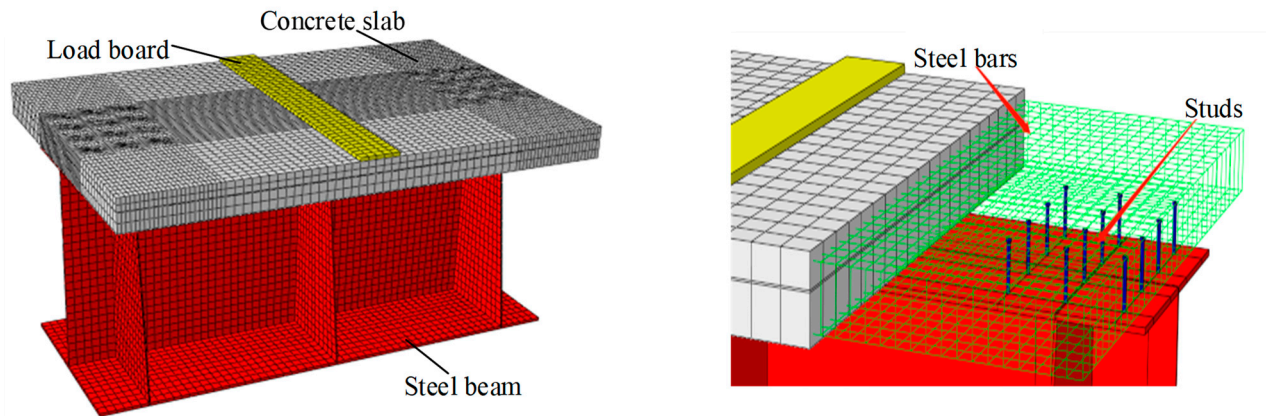 Concrete slab
Load board
Steel beam
Steel bars
Studs